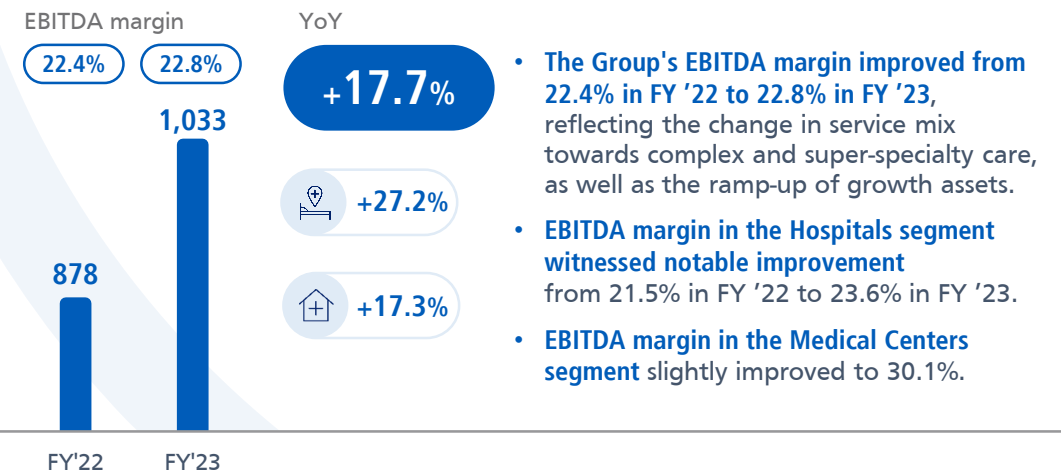 EBITDA margin
22.4% 22.8%
878
1,033
FY'22 FY'23
YoY
+17.7%
+27.2%
+17.3%
• The Group's EBITDA margin improved from
22.4% in FY ’22 to 22.8% in FY ’23,
reflecting the change in service mix
towards complex and super-specialty care,
as well as the ramp-up of growth assets.
• EBITDA margin in the Hospitals segment
witnessed notable improvement
from 21.5% in FY ’22 to 23.6% in FY ’23.
• EBITDA margin in the Medical Centers
segment slightly improved to 30.1%.